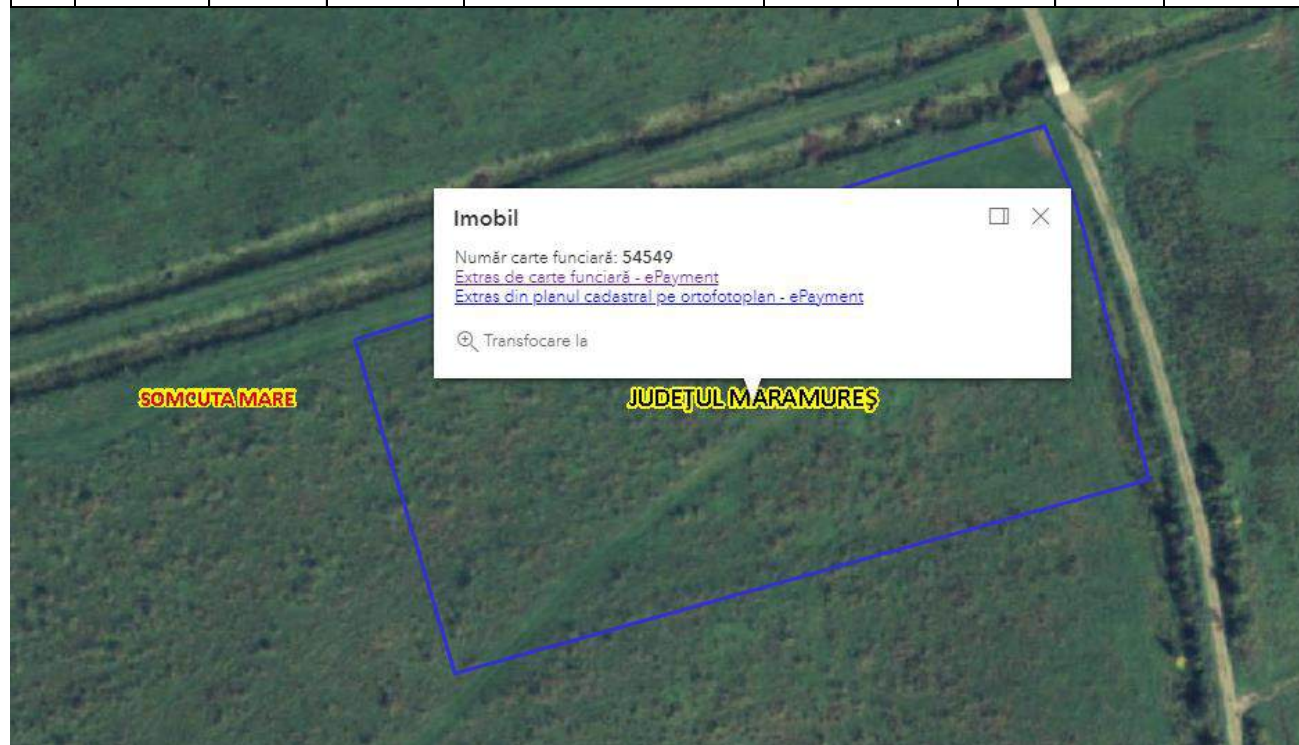 Imobil
Număr carte funciară: 54549
Extras de carte funciară - ePayment
Extras din planul cadastral pe ortofotoplan - ePayment
Transfocare la
SOMCUTA MARE
JUDEȚUL MARAMUREȘ